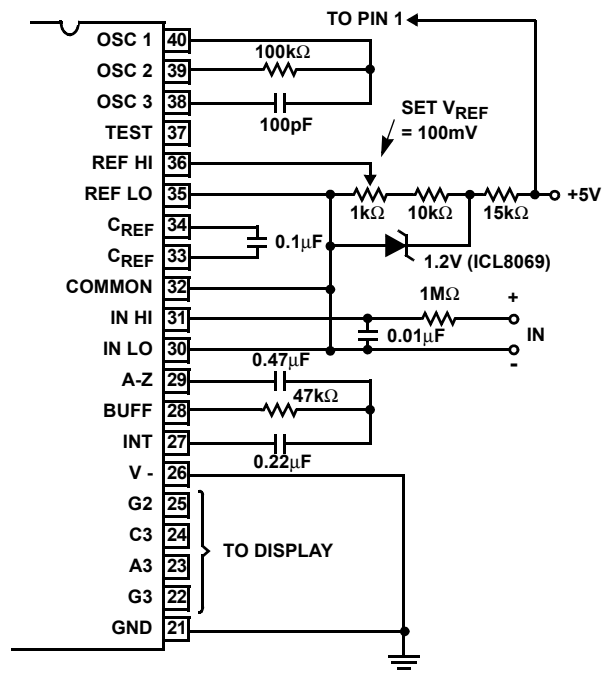 TO PIN 1
OSC 1 40
100kΩ
OSC 2 39
OSC 3 38
100pF
TEST 37
SET VREF
= 100mV
REF HI 36
REF LO 35
1kΩ 10kΩ 15kΩ
+5V
CREF 34
0.1µF
CREF 33
1.2V (ICL8069)
COMMON 32
1MΩ
IN HI 31
+
0.01µF
IN
IN LO 30
-
0.47µF
A-Z 29
47kΩ
BUFF 28
INT 27
0.22µF
V - 26
G2 25
C3 24
TO DISPLAY
A3 23
G3 22
GND 21